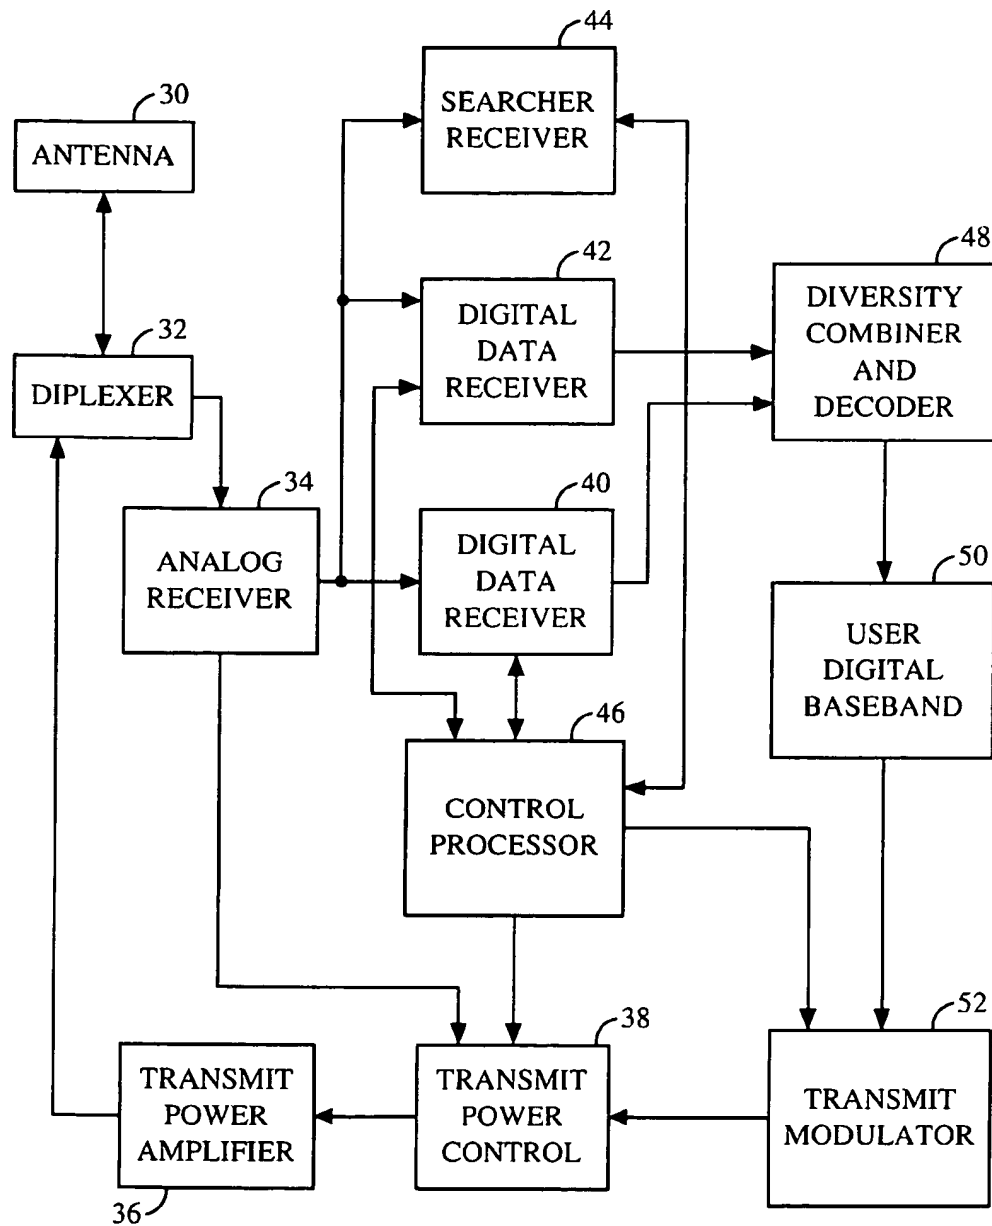 44
SEARCHER
RECEIVER
30
ANTENNA
42
DIGITAL
DATA
RECEIVER
48
DIVERSITY
COMBINER
AND
DECODER
32
DIPLEXER
34
ANALOG
RECEIVER
40
DIGITAL
DATA
RECEIVER
50
USER
DIGITAL
BASEBAND
46
CONTROL
PROCESSOR
52
TRANSMIT
MODULATOR
38
TRANSMIT
POWER
CONTROL
TRANSMIT
POWER
AMPLIFIER
36